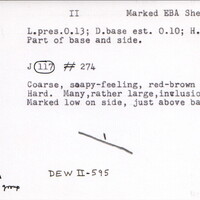 II Marked EBA She
L.pres.0.13; D.base est. 0.10; H.
Part of base and side.
J 117 # 274
Coarse, soapy-feeling, red-brown
Hard. Many,rather large,inclusio
Marked low on side, just above ba
DEW II-595
group